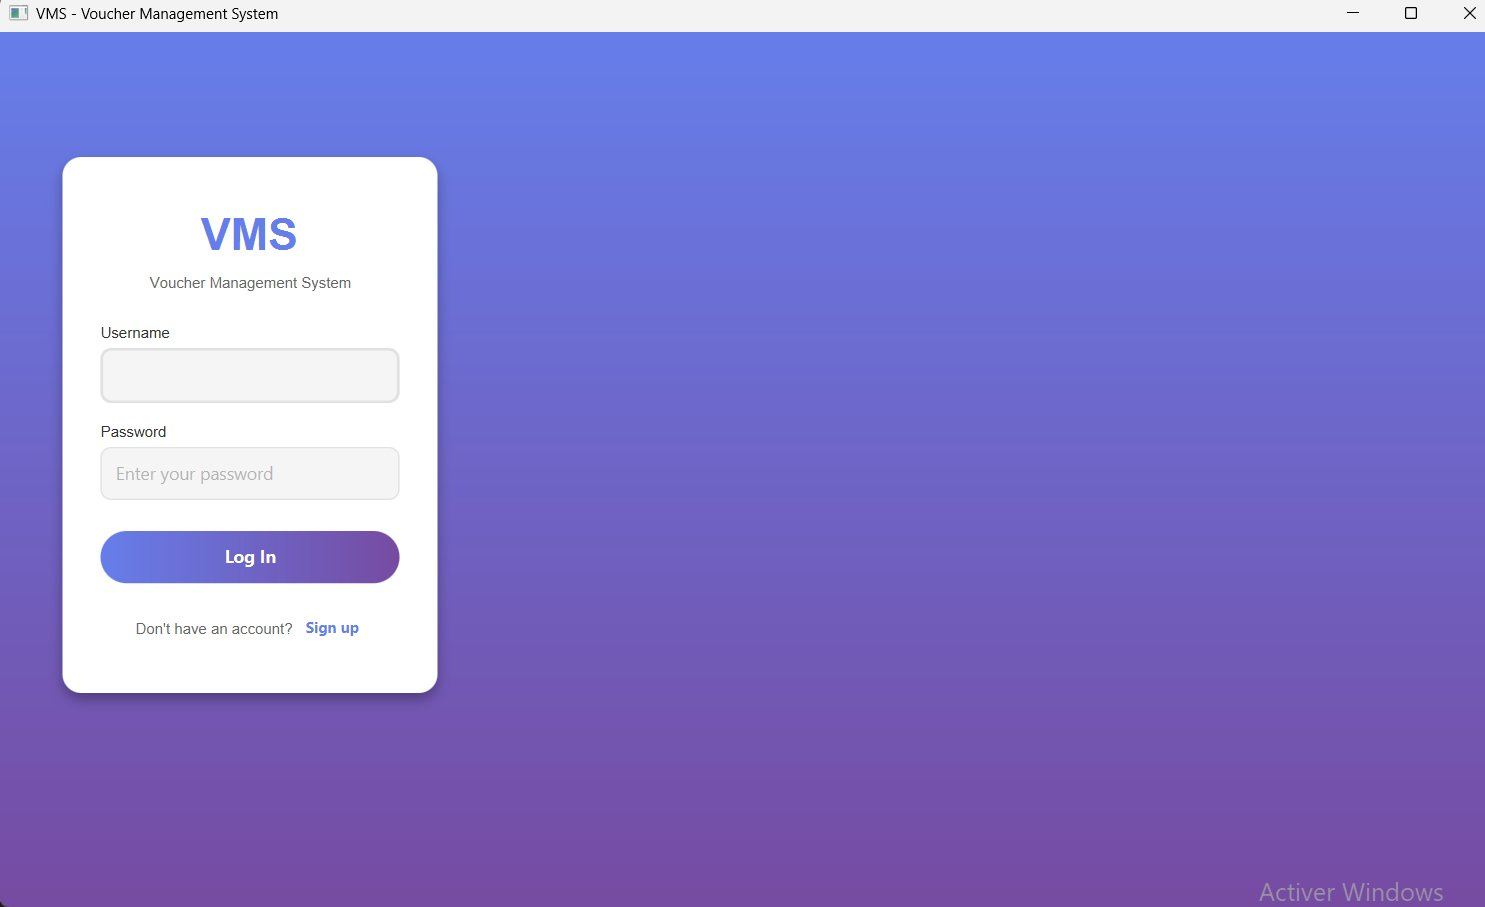 VMS - Voucher Management System
VMS
Voucher Management System
Username
Password
Enter your password
Log In
Don't have an account? Sign up
Activer Windows